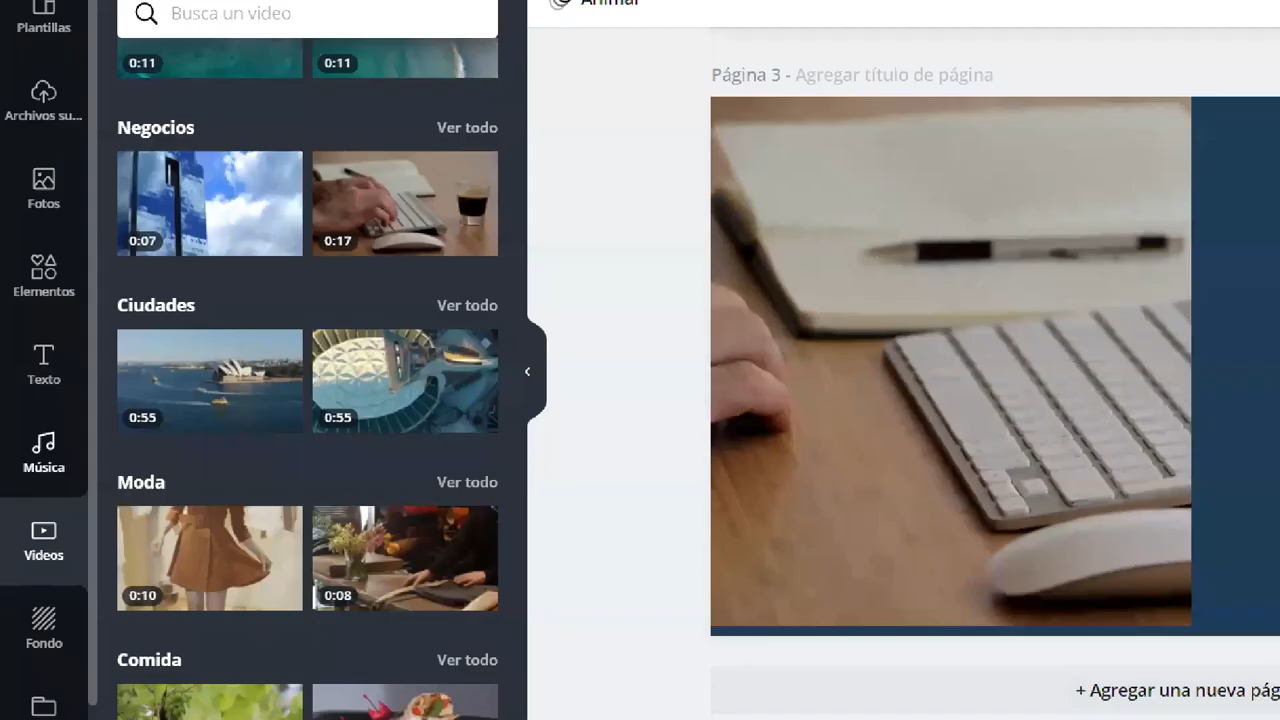 Plantillas
Archivos su...
Fotos
Elementos
Texto
Música
Videos
Fondo
Busca un video
0:11
0:11
Negocios
Ver todo
0:07
0:17
Ciudades
Ver todo
0:55
0:55
Moda
Ver todo
0:10
0:08
Comida
Ver todo
Animar
Página 3 - Agregar título de página
+ Agregar una nueva pág